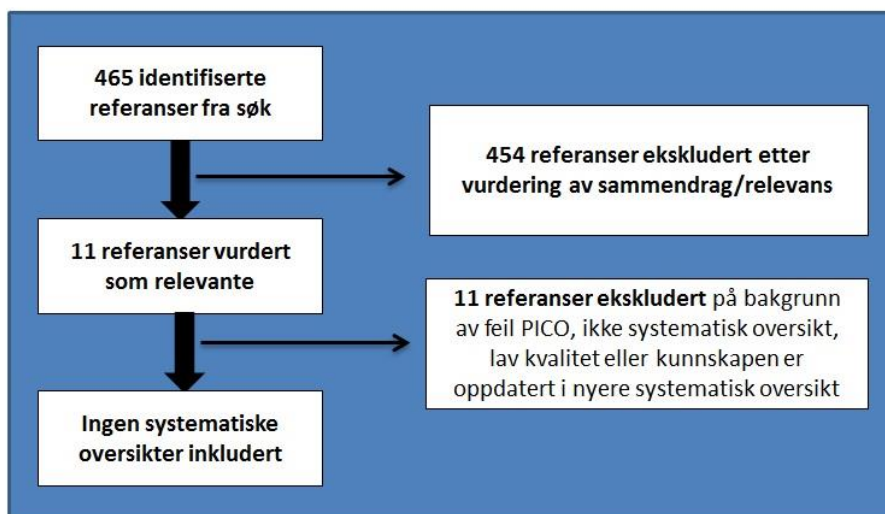 465 identifiserte
referanser fra søk
454 referanser ekskludert etter
vurdering av sammendrag/relevans
11 referanser vurdert
som relevante
11 referanser ekskludert på bakgrunn
av feil PICO, ikke systematisk oversikt,
lav kvalitet eller kunnskapen er
oppdatert i nyere systematisk oversikt
Ingen systematiske
oversikter inkludert